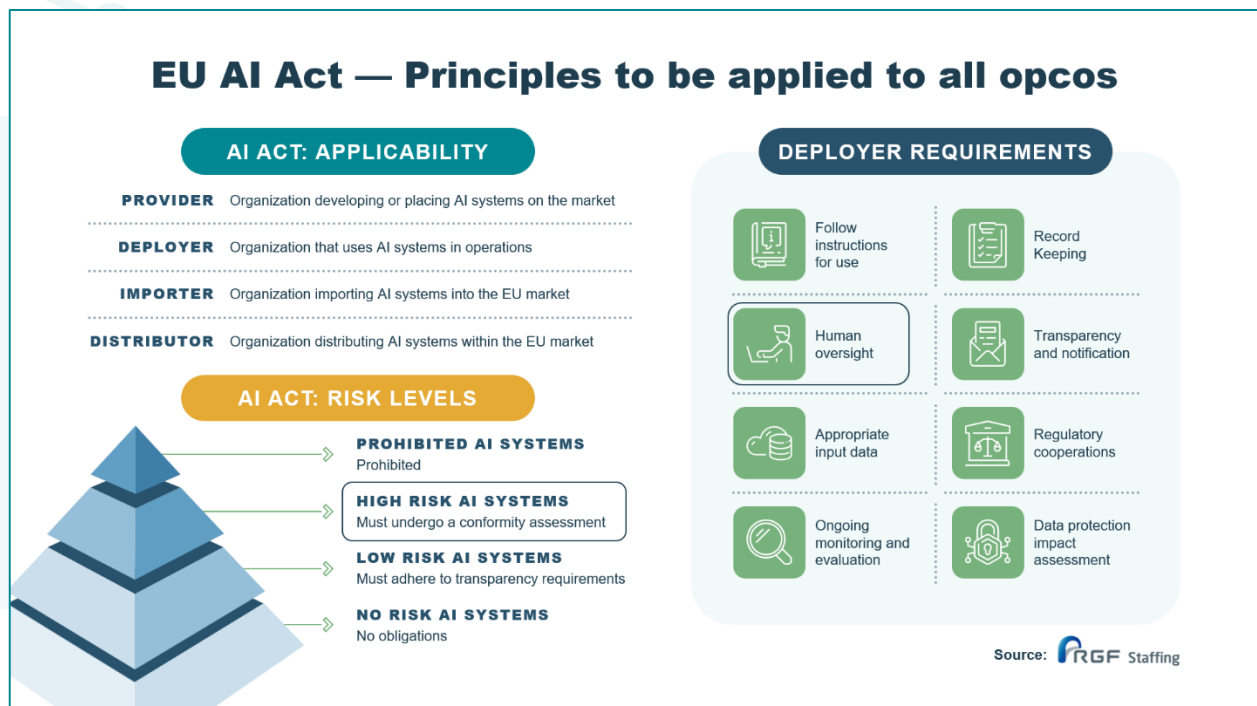 EU AI Act — Principles to be applied to all opcos
AI ACT: APPLICABILITY
PROVIDER Organization developing or placing AI systems on the market
DEPLOYER Organization that uses AI systems in operations
IMPORTER Organization importing AI systems into the EU market
DISTRIBUTOR Organization distributing AI systems within the EU market
AI ACT: RISK LEVELS
PROHIBITED AI SYSTEMS
Prohibited
HIGH RISK AI SYSTEMS
Must undergo a conformity assessment
LOW RISK AI SYSTEMS
Must adhere to transparency requirements
NO RISK AI SYSTEMS
No obligations
DEPLOYER REQUIREMENTS
Follow
instructions
for use
Record
Keeping
Human
oversight
Transparency
and notification
Appropriate
input data
Regulatory
cooperations
Ongoing
monitoring and
evaluation
Data protection
impact
assessment
Source: RGF Staffing